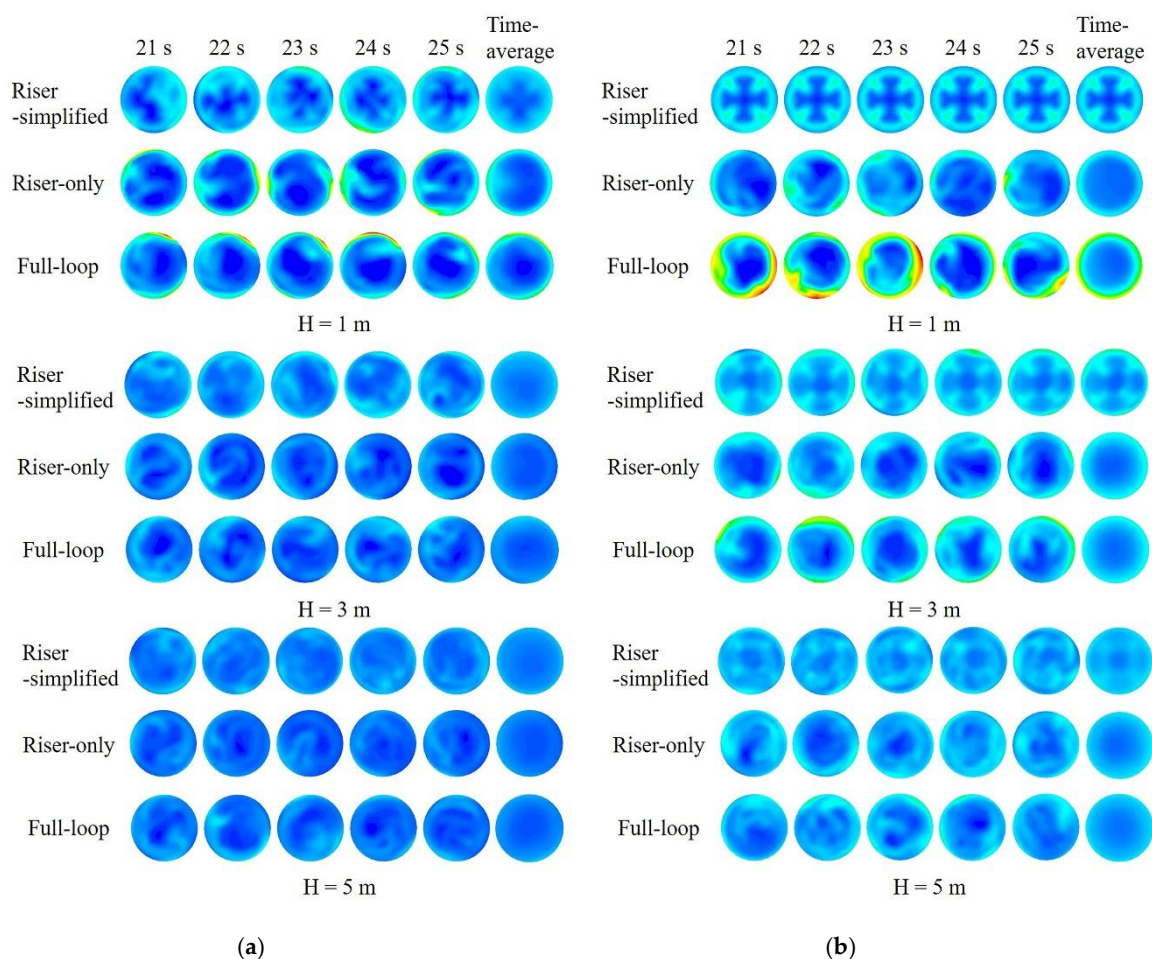 Time-
average
21 s 22 s 23 s 24 s 25 s
Riser
-simplified
Riser-only
Full-loop
H = 1 m
Riser
-simplified
Riser-only
Full-loop
H = 3 m
Riser
-simplified
Riser-only
Full-loop
H = 5 m
(a)
Time-
average
21 s 22 s 23 s 24 s 25 s
Riser
-simplified
Riser-only
Full-loop
H = 1 m
Riser
-simplified
Riser-only
Full-loop
H = 3 m
Riser
-simplified
Riser-only
Full-loop
H = 5 m
(b)